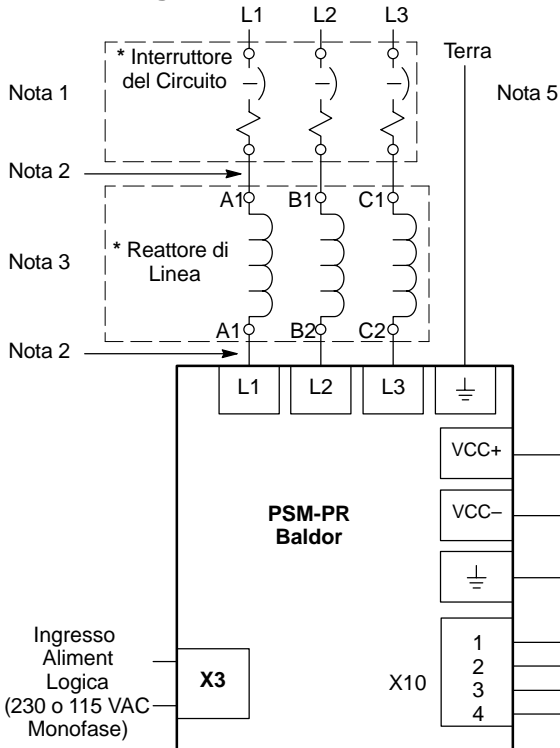 L1 L2 L3
* Interruttore
del Circuito
Terra
Nota 1
Nota 5
Nota 2
A1 B1 C1
* Reattore di
Linea
Nota 3
A1 B2 C2
Nota 2
L1 L2 L3
VCC+
PSM-PR
Baldor
VCC–
Ingresso
Aliment
Logica
(230 o 115 VAC
Monofase)
X3
X10
1
2
3
4